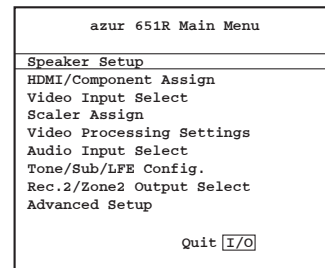 azur 651R Main Menu
Speaker Setup
HDMI/Component Assign
Video Input Select
Scaler Assign
Video Processing Settings
Audio Input Select
Tone/Sub/LFE Config.
Rec.2/Zone2 Output Select
Advanced Setup
Quit I/O